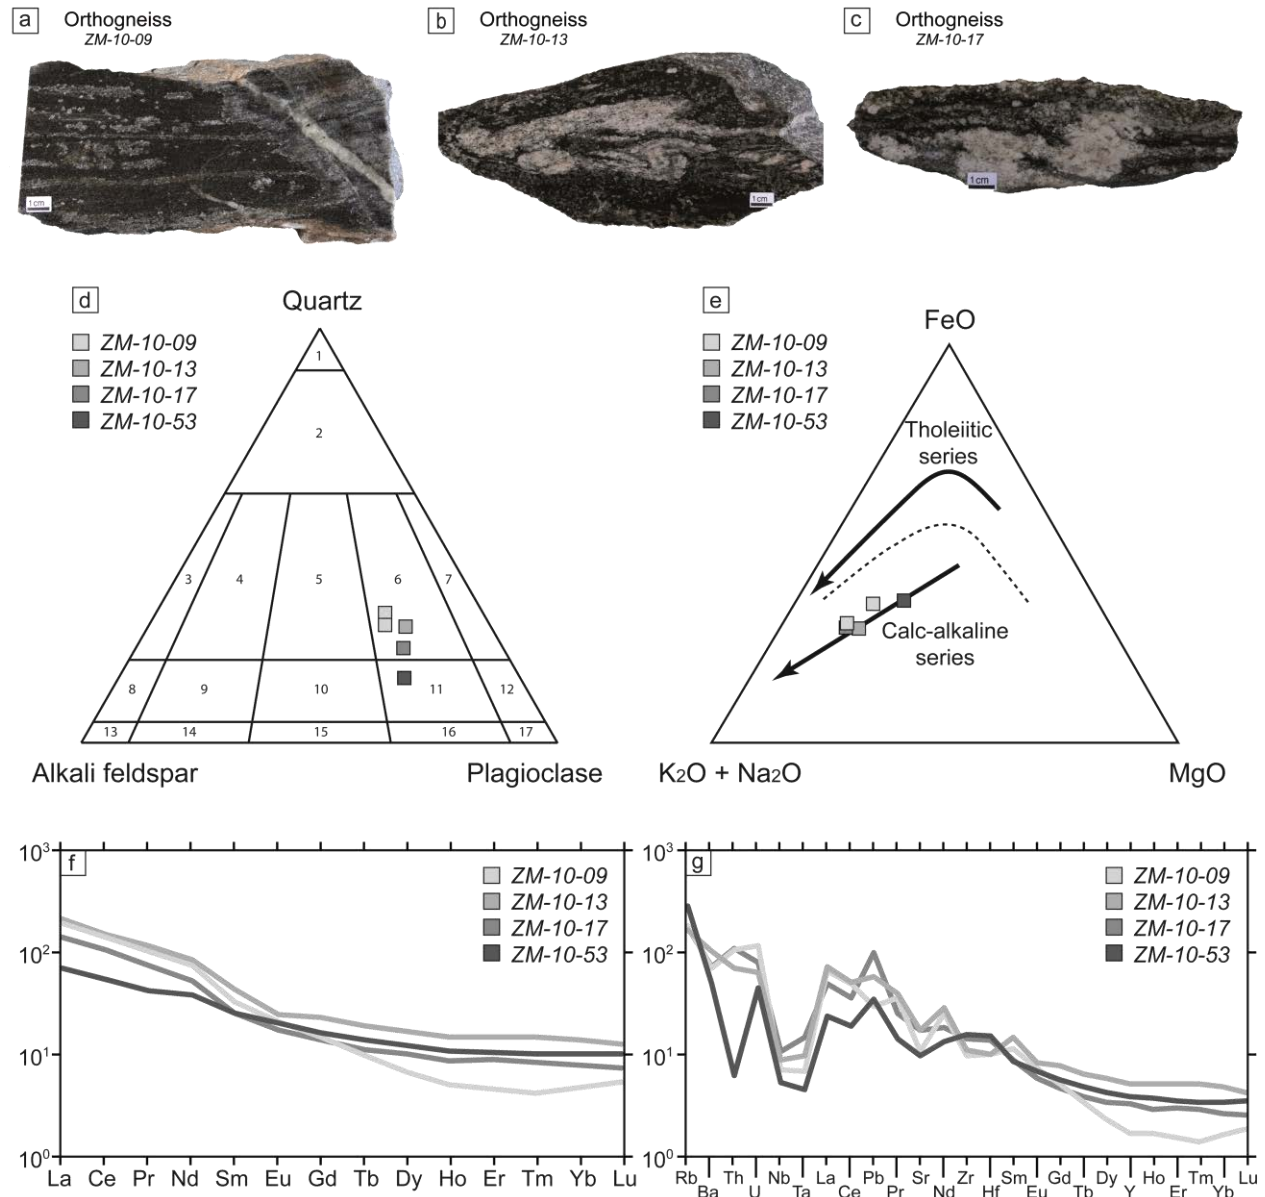 a Orthogneiss
ZM-10-09
1cm
b Orthogneiss
ZM-10-13
1cm
c Orthogneiss
ZM-10-17
1cm
d
Quartz
ZM-10-09
ZM-10-13
ZM-10-17
ZM-10-53
1
2
3 4 5 6 7
8 9 10 11 12
13 14 15 16 17
Alkali feldspar Plagioclase
e
FeO
ZM-10-09
ZM-10-13
ZM-10-17
ZM-10-53
Tholeiitic
series
Calc-alkaline
series
K₂O + Na₂O MgO
f
ZM-10-09
ZM-10-13
ZM-10-17
ZM-10-53
10³
10²
10¹
10⁰
La Ce Pr Nd Sm Eu Gd Tb Dy Ho Er Tm Yb Lu
g
ZM-10-09
ZM-10-13
ZM-10-17
ZM-10-53
10³
10²
10¹
10⁰
Rb Th Nb La Pb Sr Zr Sm Gd Dy Ho Tm Lu
Ba U Ta Ce Pr Nd Hf Eu Tb Y Er Yb